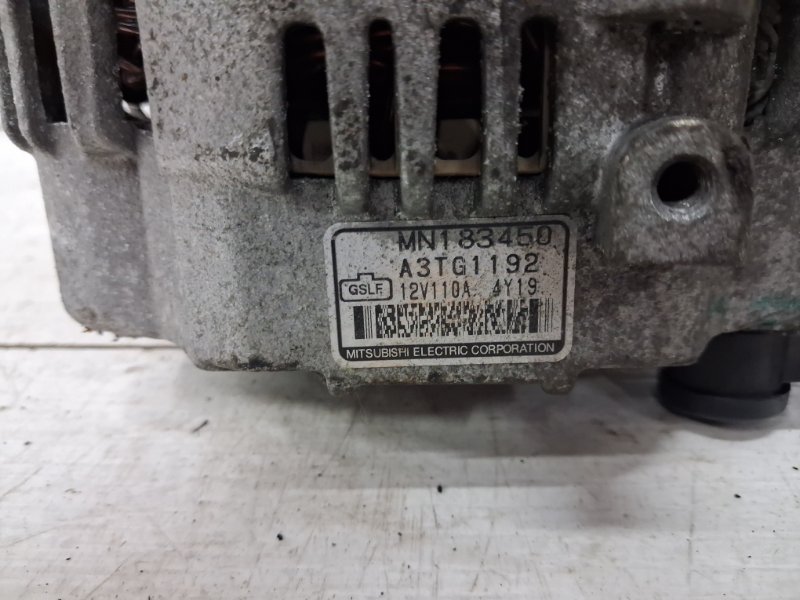 MN183450
A3TG1192
GSLF 12V110A 4Y19
MITSUBISHI ELECTRIC CORPORATION